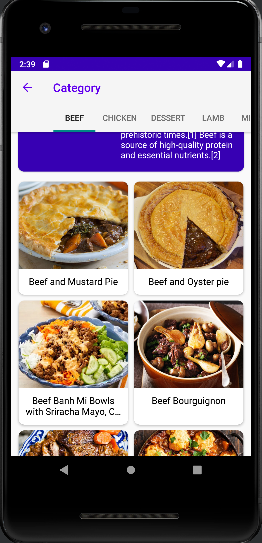 2:39
Category
BEEF CHICKEN DESSERT LAMB MI
prehistoric times.[1] Beef is a
source of high-quality protein
and essential nutrients.[2]
Beef and Mustard Pie
Beef and Oyster pie
Beef Banh Mi Bowls
with Sriracha Mayo, C...
Beef Bourguignon